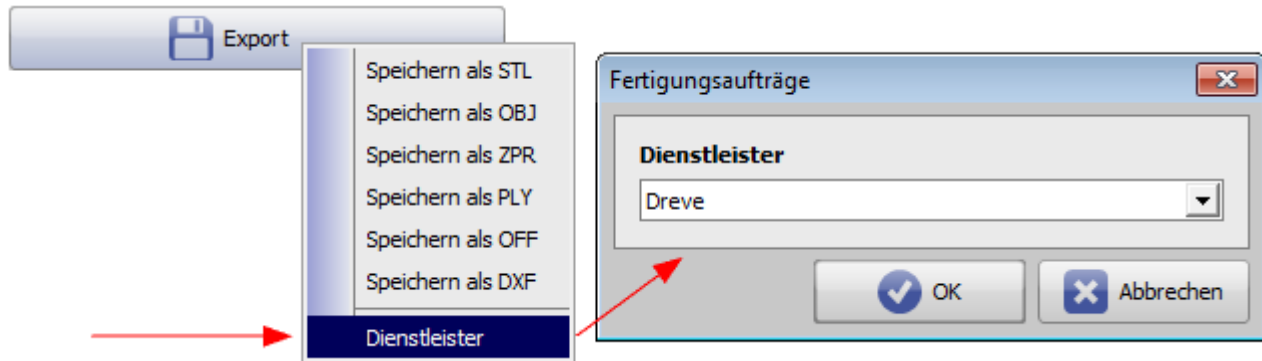 Export
Speichern als STL
Speichern als OBJ
Speichern als ZPR
Speichern als PLY
Speichern als OFF
Speichern als DXF
Dienstleister
Fertigungsaufträge
Dienstleister
Dreve
OK
Abbrechen